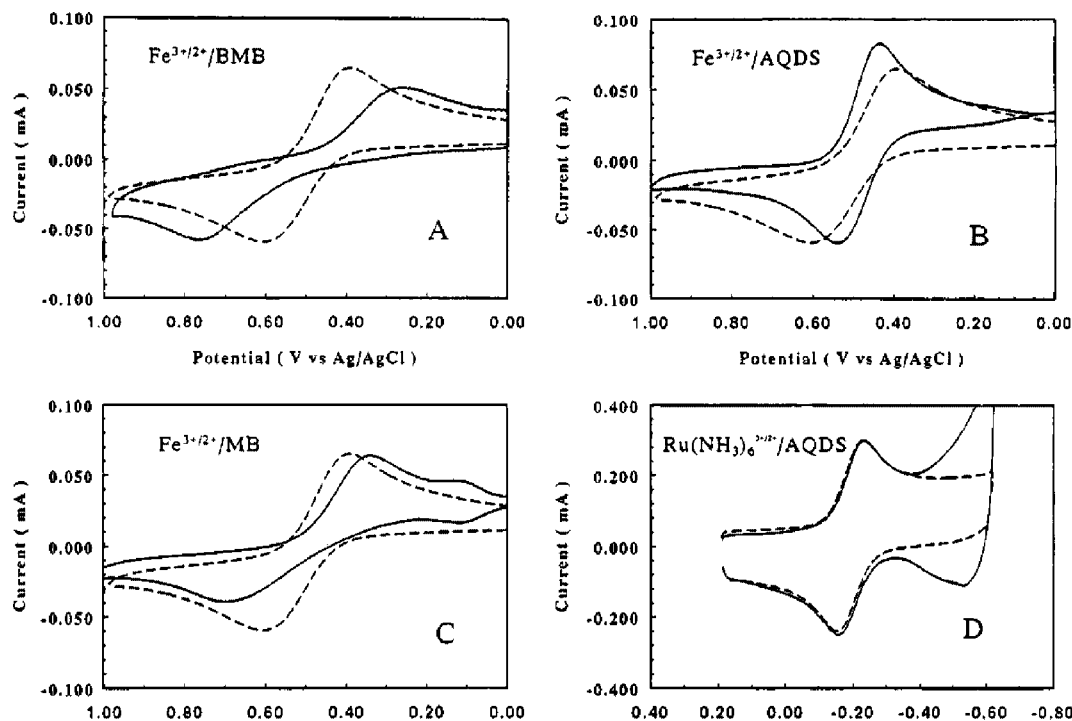 0.100
0.050
0.000
-0.050
-0.100
Current ( mA )
Fe3+/2+/BMB
A
1.00 0.80 0.60 0.40 0.20 0.00
Potential ( V vs Ag/AgCl)
0.100
0.050
0.000
-0.050
-0.100
Current ( mA )
Fe3+/2+/AQDS
B
1.00 0.80 0.60 0.40 0.20 0.00
Potential ( V vs Ag/AgCl)
0.100
0.050
0.000
-0.050
-0.100
Current ( mA )
Fe3+/2+/MB
C
1.00 0.80 0.60 0.40 0.20 0.00
0.400
0.200
0.000
-0.200
-0.400
Current ( mA )
Ru(NH3)6 3+/2+/AQDS
D
0.40 0.20 0.00 -0.20 -0.40 -0.60 -0.80